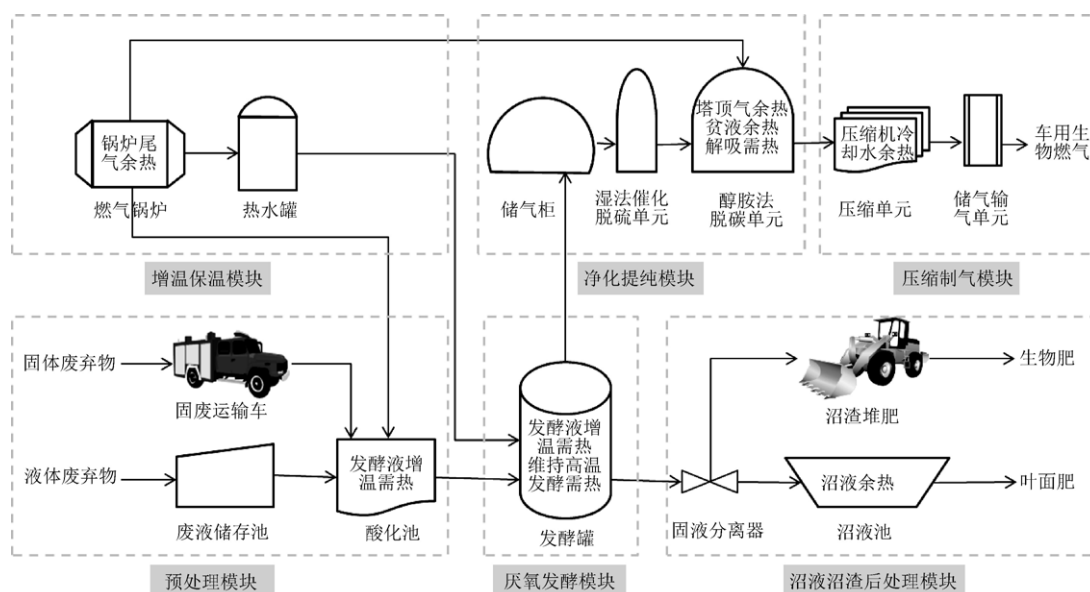 锅炉尾
气余热
燃气锅炉
热水罐
增温保温模块
储气柜
湿法催化
脱硫单元
塔顶气余热
贫液余热
解吸需热
醇胺法
脱碳单元
净化提纯模块
压缩机冷
却水余热
压缩单元
储气输
气单元
车用生
物燃气
压缩制气模块
固体废弃物
固废运输车
液体废弃物
废液储存池
发酵液增
温需热
酸化池
预处理模块
发酵液增
温需热
维持高温
发酵需热
发酵罐
厌氧发酵模块
固液分离器
沼渣堆肥
生物肥
沼液余热
沼液池
叶面肥
沼液沼渣后处理模块